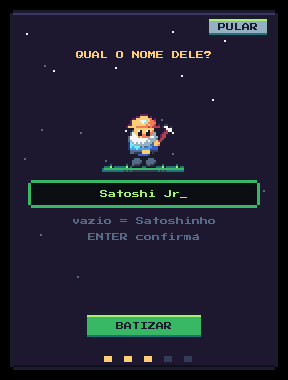 PULAR
QUAL O NOME DELE?
Satoshi Jr_
vazio = Satoshinho
ENTER confirma
BATIZAR